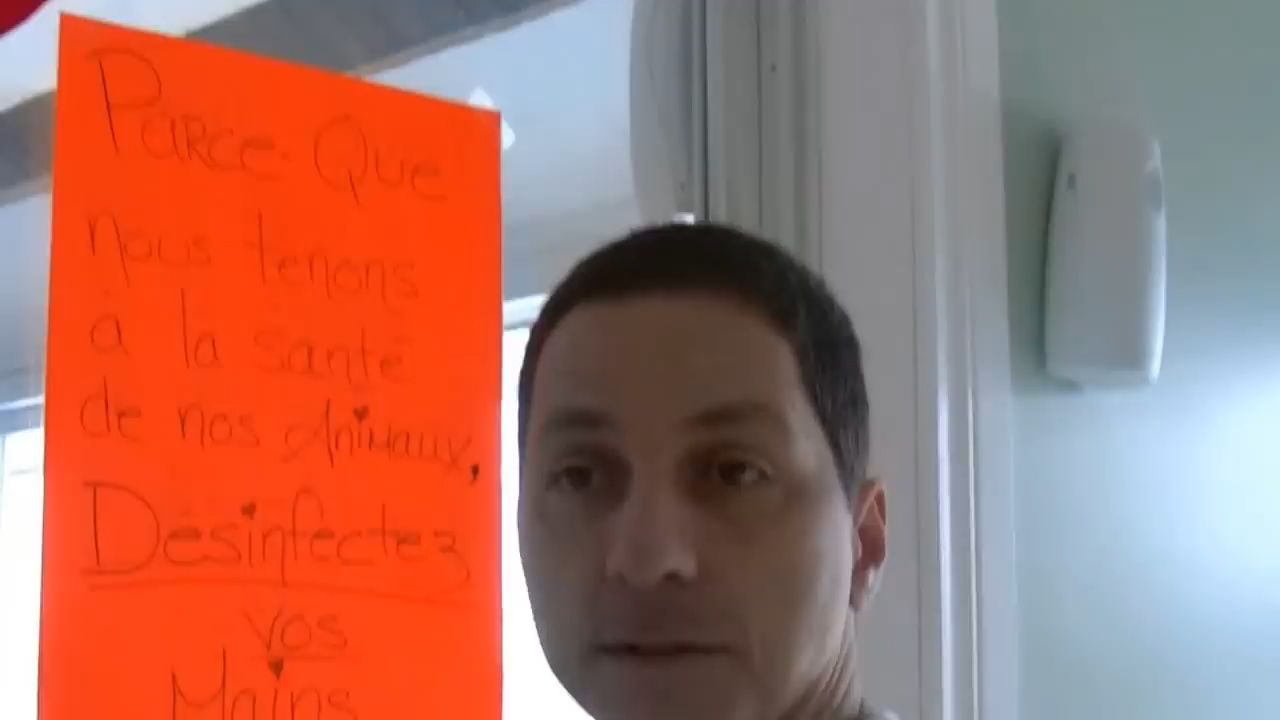 Parce Que
nous tenons
à la santé
de nos Animaux,
Désinfectez
vos
Mains